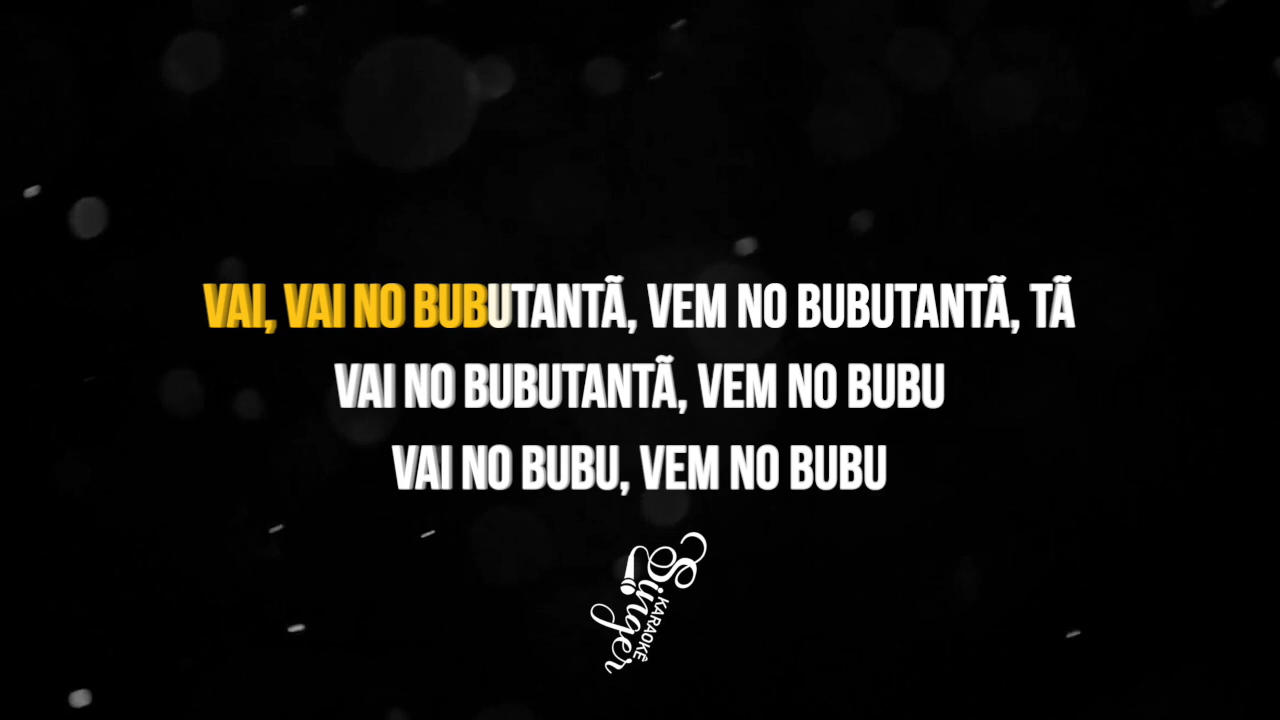 VAI, VAI NO BUBUTANTÃ, VEM NO BUBUTANTÃ, TÃ
VAI NO BUBUTANTÃ, VEM NO BUBU
VAI NO BUBU, VEM NO BUBU
Singer
KARAOKÊ